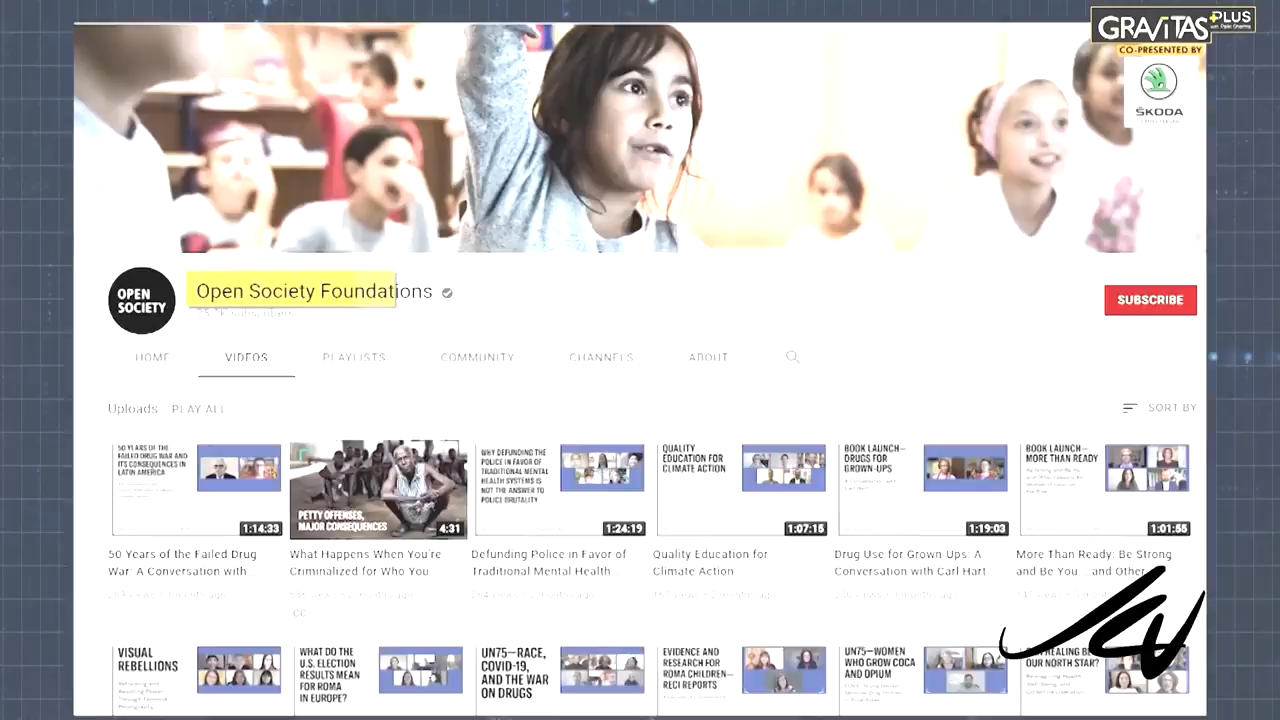 GRAVITAS
PLUS
with Palki Sharma
CO-PRESENTED BY
ŠKODA
OPEN
SOCIETY
Open Society Foundations
subscribers
SUBSCRIBE
HOME VIDEOS PLAYLISTS COMMUNITY CHANNELS ABOUT
Uploads PLAY ALL SORT BY
50 YEARS OF THE
FAILED DRUG WAR AND
ITS CONSEQUENCES IN
LATIN AMERICA
1:14:33
PETTY OFFENSES,
MAJOR CONSEQUENCES
4:31
WHY DEFUNDING THE
POLICE IN FAVOR OF
TRADITIONAL MENTAL
HEALTH SYSTEMS IS
NOT THE ANSWER TO
POLICE BRUTALITY
1:24:19
QUALITY
EDUCATION FOR
CLIMATE ACTION
1:07:15
BOOK LAUNCH—
DRUGS FOR
GROWN-UPS
1:19:03
BOOK LAUNCH—
MORE THAN READY
1:01:55
50 Years of the Failed Drug
War: A Conversation with...
What Happens When You're
Criminalized for Who You
CC
Defunding Police in Favor of
Traditional Mental Health...
Quality Education for
Climate Action
Drug Use for Grown Ups: A
Conversation with Carl Hart
More Than Ready: Be Strong
and Be You... and Other
VISUAL
REBELLIONS
WHAT DO THE
U.S. ELECTION
RESULTS MEAN
FOR ROMA
IN EUROPE?
UN75—RACE,
COVID-19,
AND THE WAR
ON DRUGS
EVIDENCE AND
RESEARCH FOR
ROMA CHILDREN—
RECI REPORTS
UN75—WOMEN
WHO GROW COCA
AND OPIUM
HEALING BE
OUR NORTH STAR?